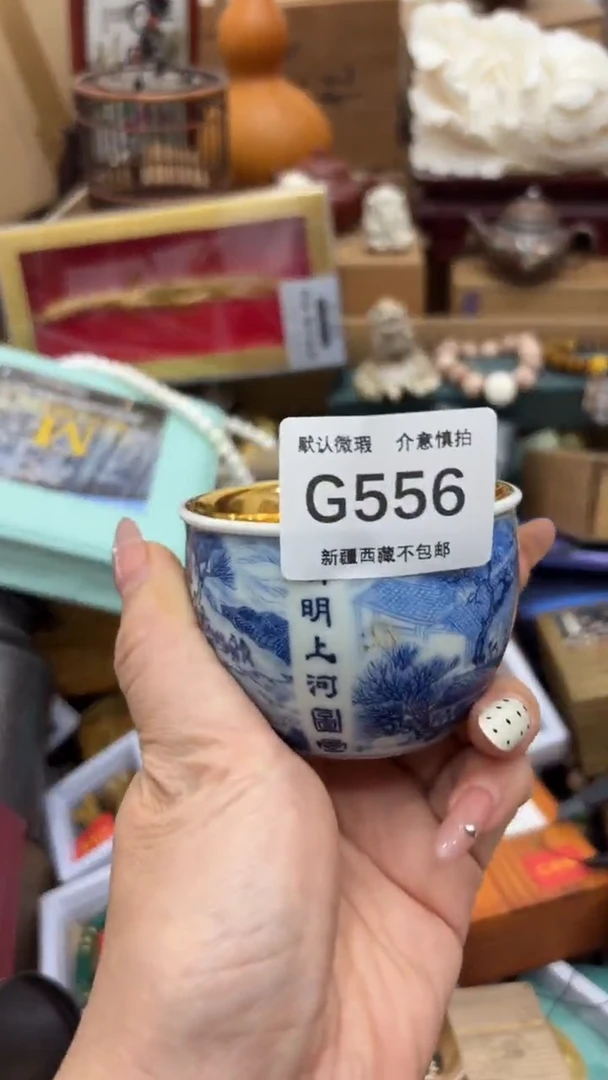 默认微瑕 介意慎拍
G556
新疆西藏不包邮
明上河圖